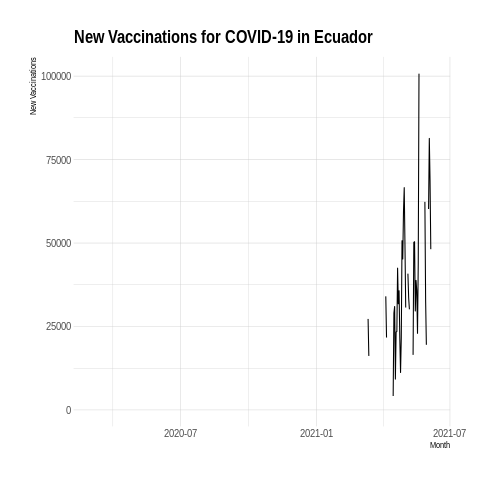 New Vaccinations for COVID-19 in Ecuador
New Vaccinations
100000
75000
50000
25000
0
2020-07
2021-01
2021-07
Month